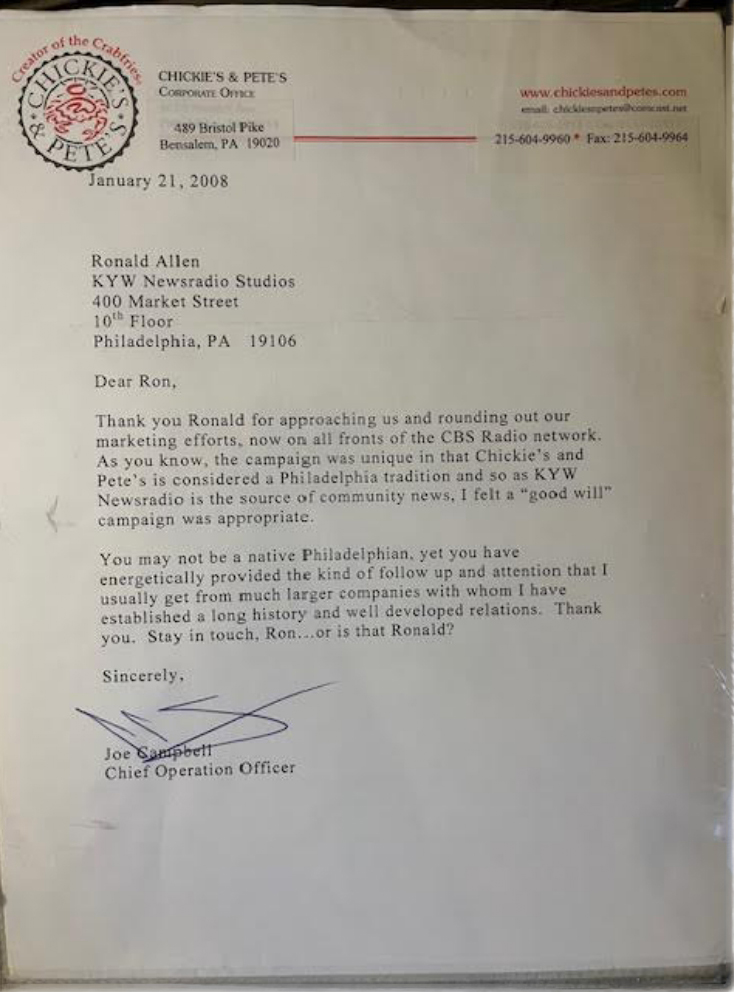 Creator of the Crabfries
CHICKIE'S
& PETE'S
CHICKIE'S & PETE'S
CORPORATE OFFICE
489 Bristol Pike
Bensalem, PA 19020
www.chickiesandpetes.com
email: chickiesnpetes@comcast.net
215-604-9960 * Fax: 215-604-9964
January 21, 2008
Ronald Allen
KYW Newsradio Studios
400 Market Street
10th Floor
Philadelphia, PA 19106
Dear Ron,
Thank you Ronald for approaching us and rounding out our
marketing efforts, now on all fronts of the CBS Radio network.
As you know, the campaign was unique in that Chickie's and
Pete's is considered a Philadelphia tradition and so as KYW
Newsradio is the source of community news, I felt a "good will"
campaign was appropriate.
You may not be a native Philadelphian, yet you have
energetically provided the kind of follow up and attention that I
usually get from much larger companies with whom I have
established a long history and well developed relations. Thank
you. Stay in touch, Ron...or is that Ronald?
Sincerely,
Joe Campbell
Chief Operation Officer